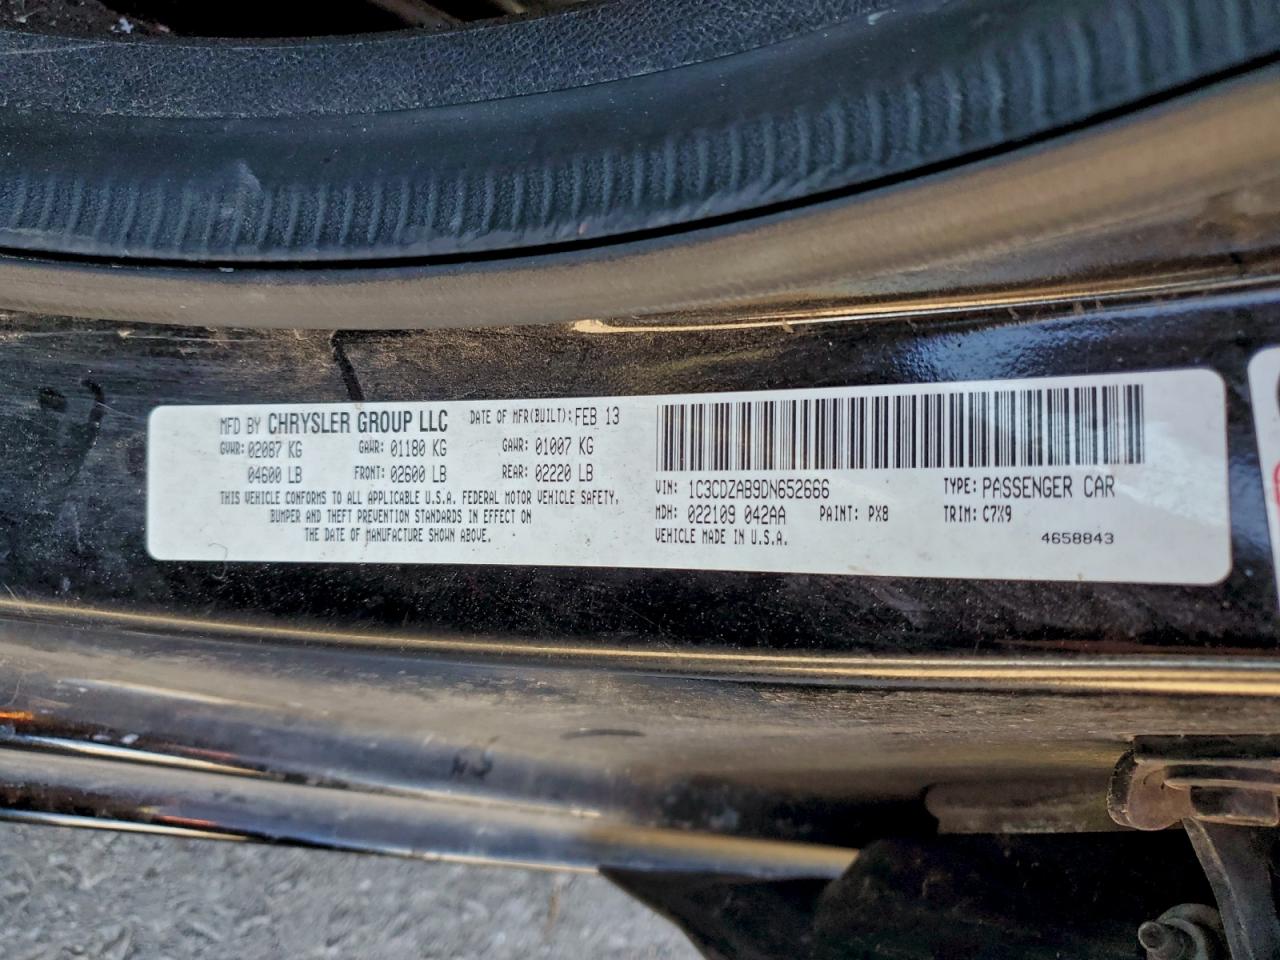 MFD BY CHRYSLER GROUP LLC DATE OF MFR(BUILT): FEB 13
GVWR: 02087 KG GAWR: 01180 KG GAWR: 01007 KG
04600 LB FRONT: 02600 LB REAR: 02220 LB
THIS VEHICLE CONFORMS TO ALL APPLICABLE U.S.A. FEDERAL MOTOR VEHICLE SAFETY,
BUMPER AND THEFT PREVENTION STANDARDS IN EFFECT ON
THE DATE OF MANUFACTURE SHOWN ABOVE.
VIN: 1C3CDZAB9DN652666 TYPE: PASSENGER CAR
MDH: 022109 042AA PAINT: PX8 TRIM: C7X9
VEHICLE MADE IN U.S.A. 4658843